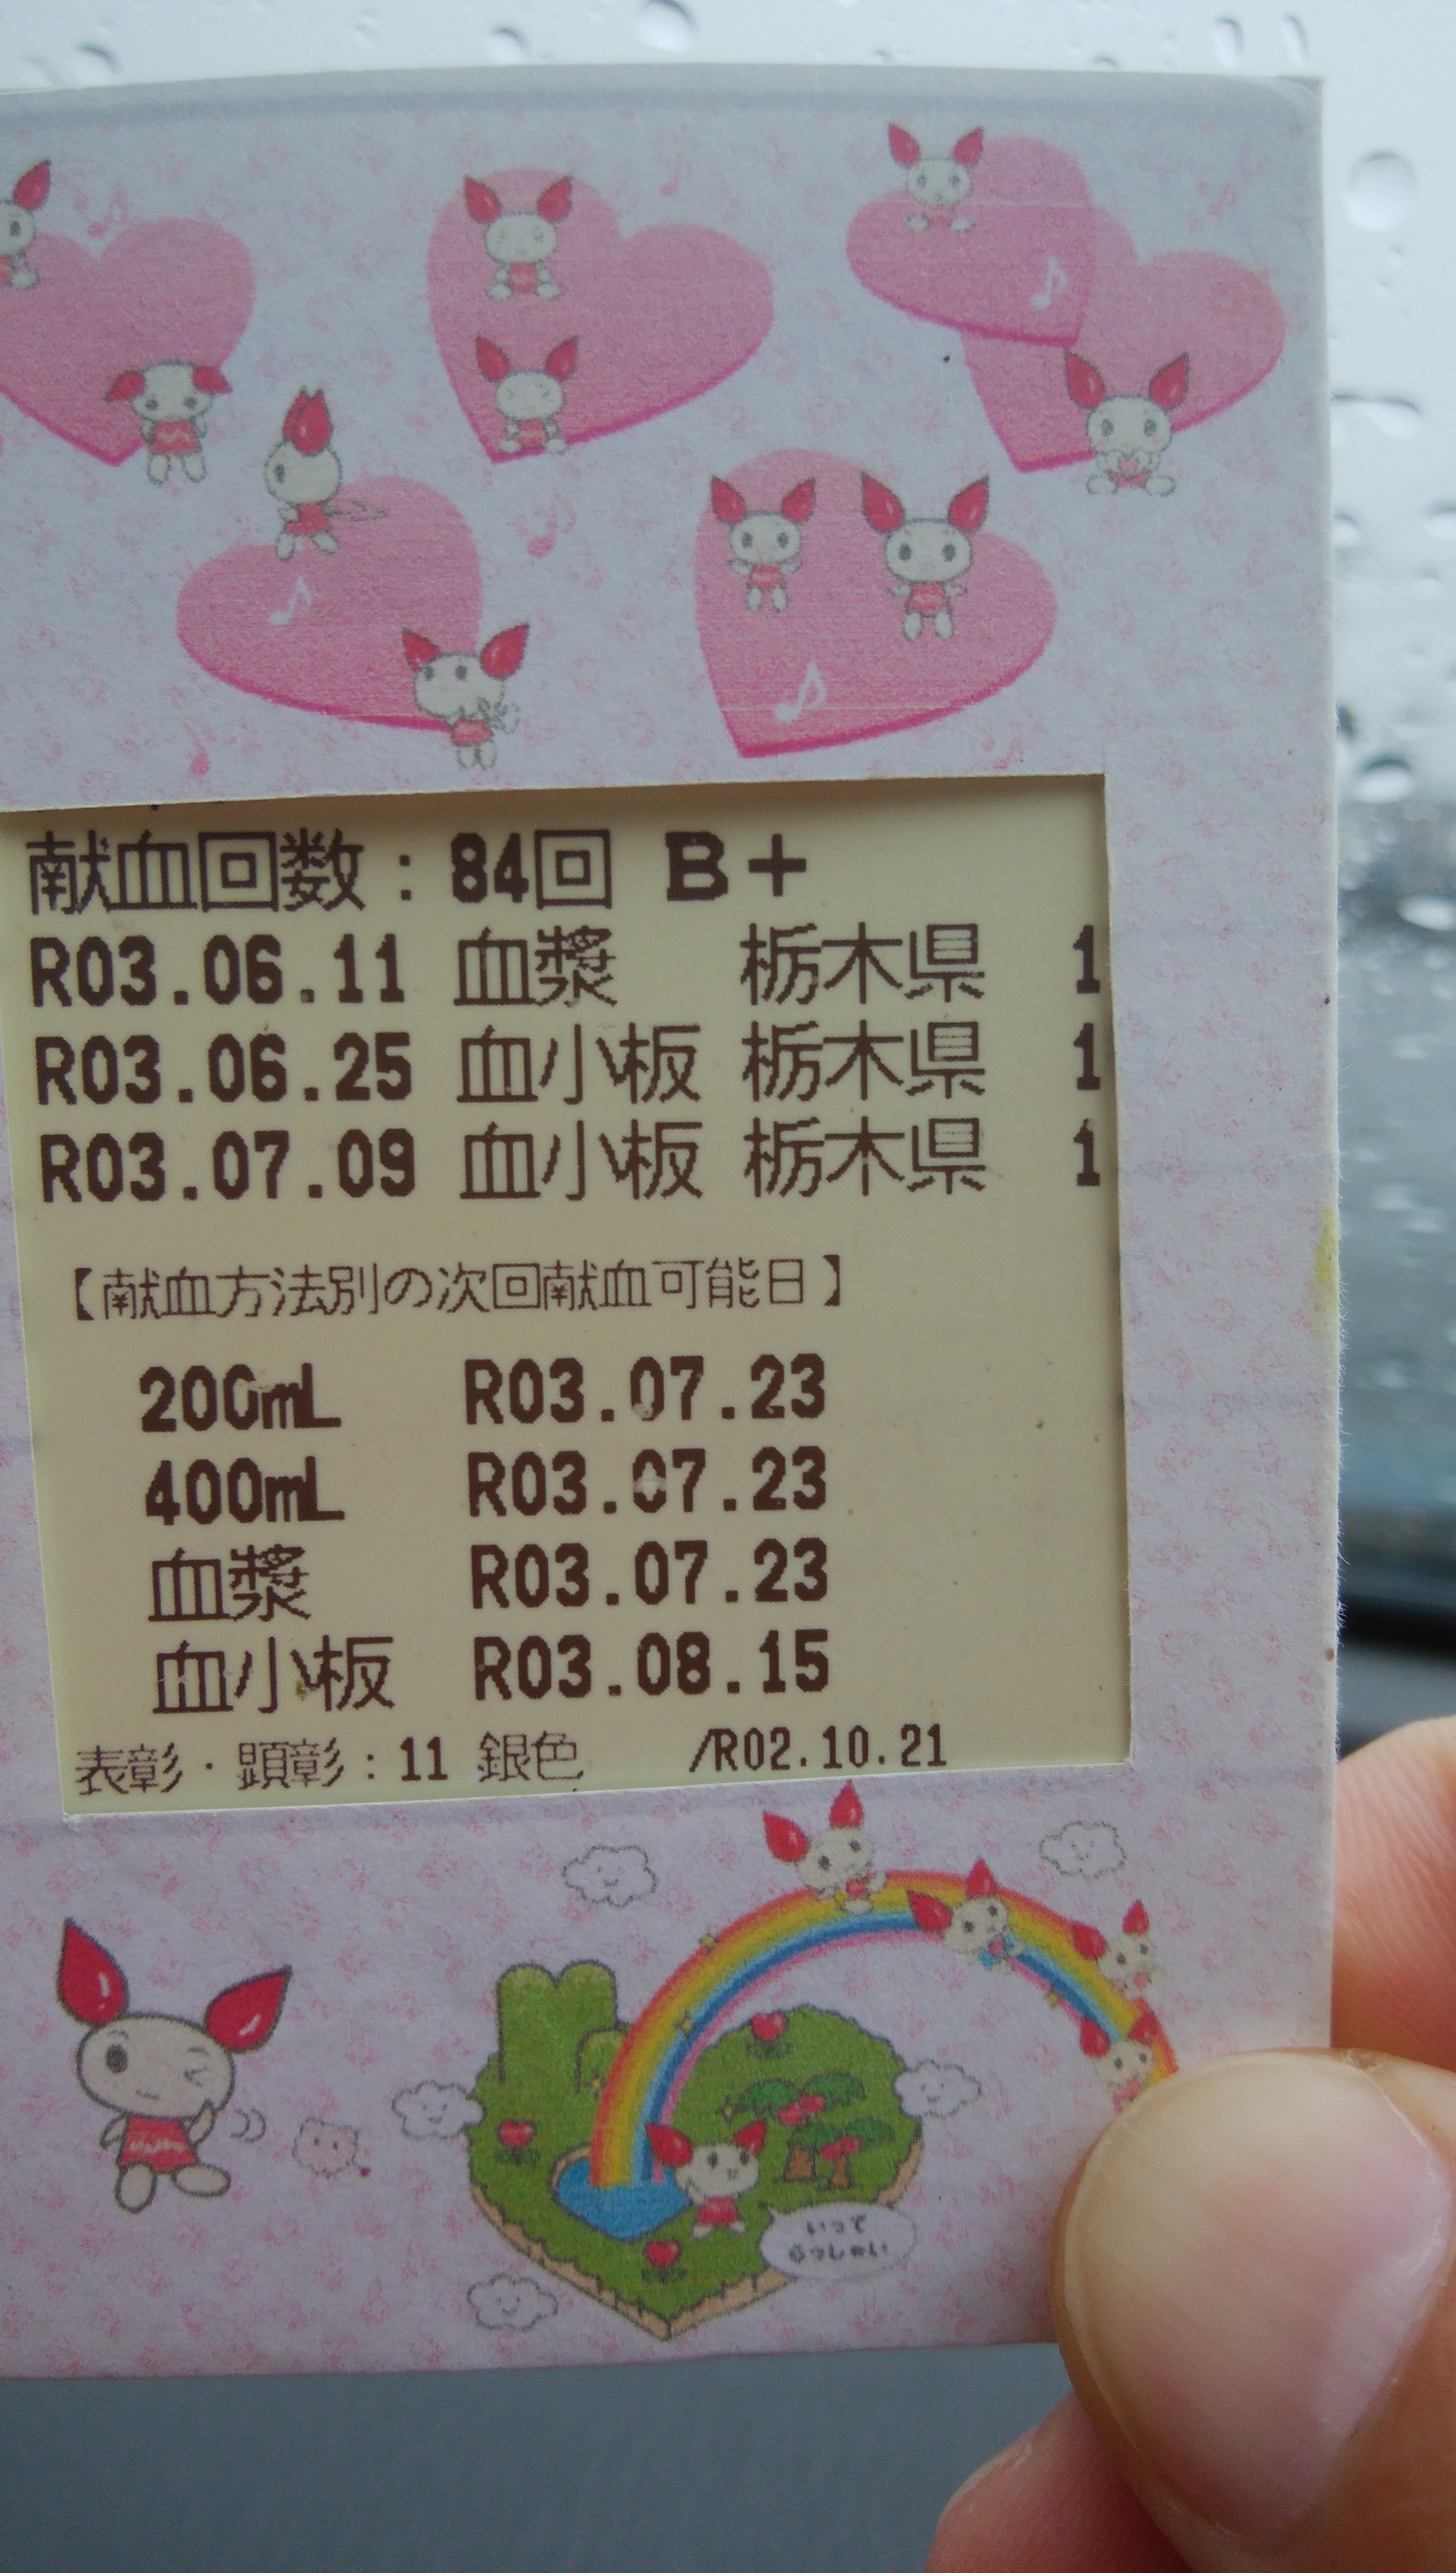 献血回数：84回 B+
R03.06.11 血漿 栃木県 1
R03.06.25 血小板 栃木県 1
R03.07.09 血小板 栃木県 1
【献血方法別の次回献血可能日】
200mL R03.07.23
400mL R03.07.23
血漿 R03.07.23
血小板 R03.08.15
表彰・顕彰：11 銀色 /R02.10.21
いって
らっしゃい